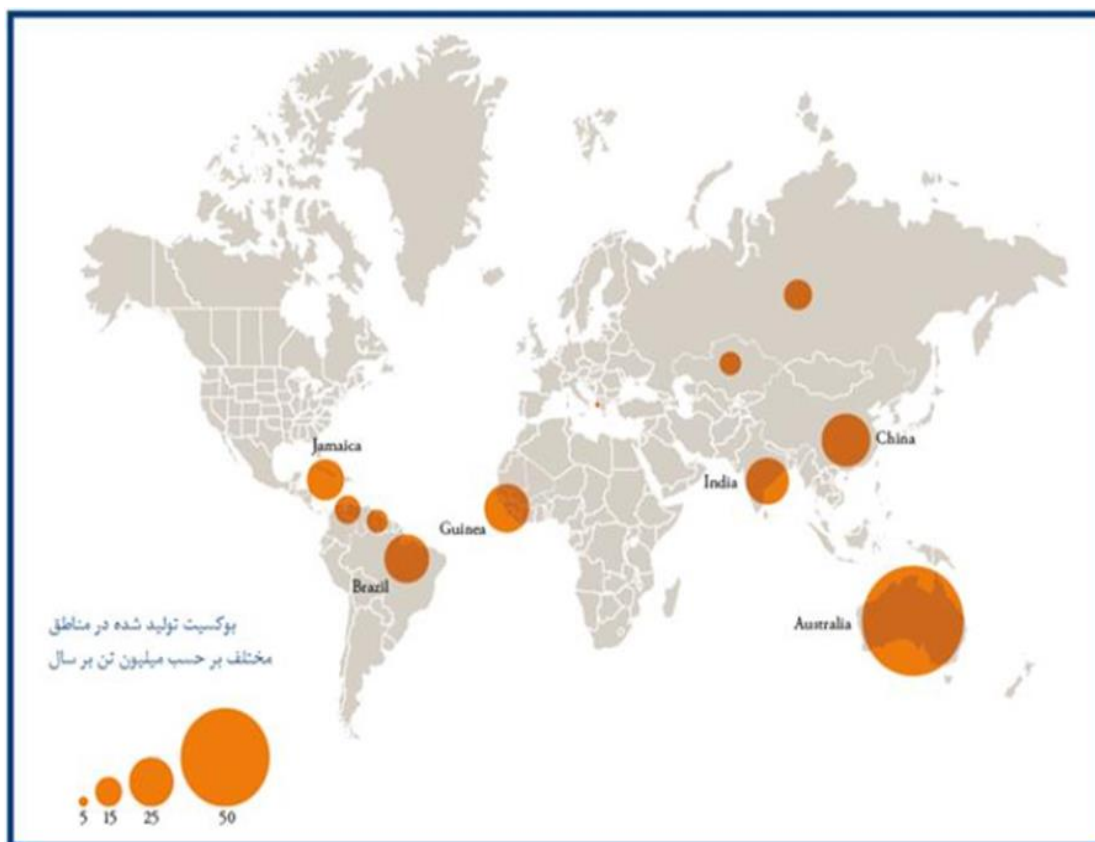 Jamaica
China
India
Guinea
Brazil
Australia
بوکسیت تولید شده در مناطق
مختلف بر حسب میلیون تن بر سال
5 15 25 50